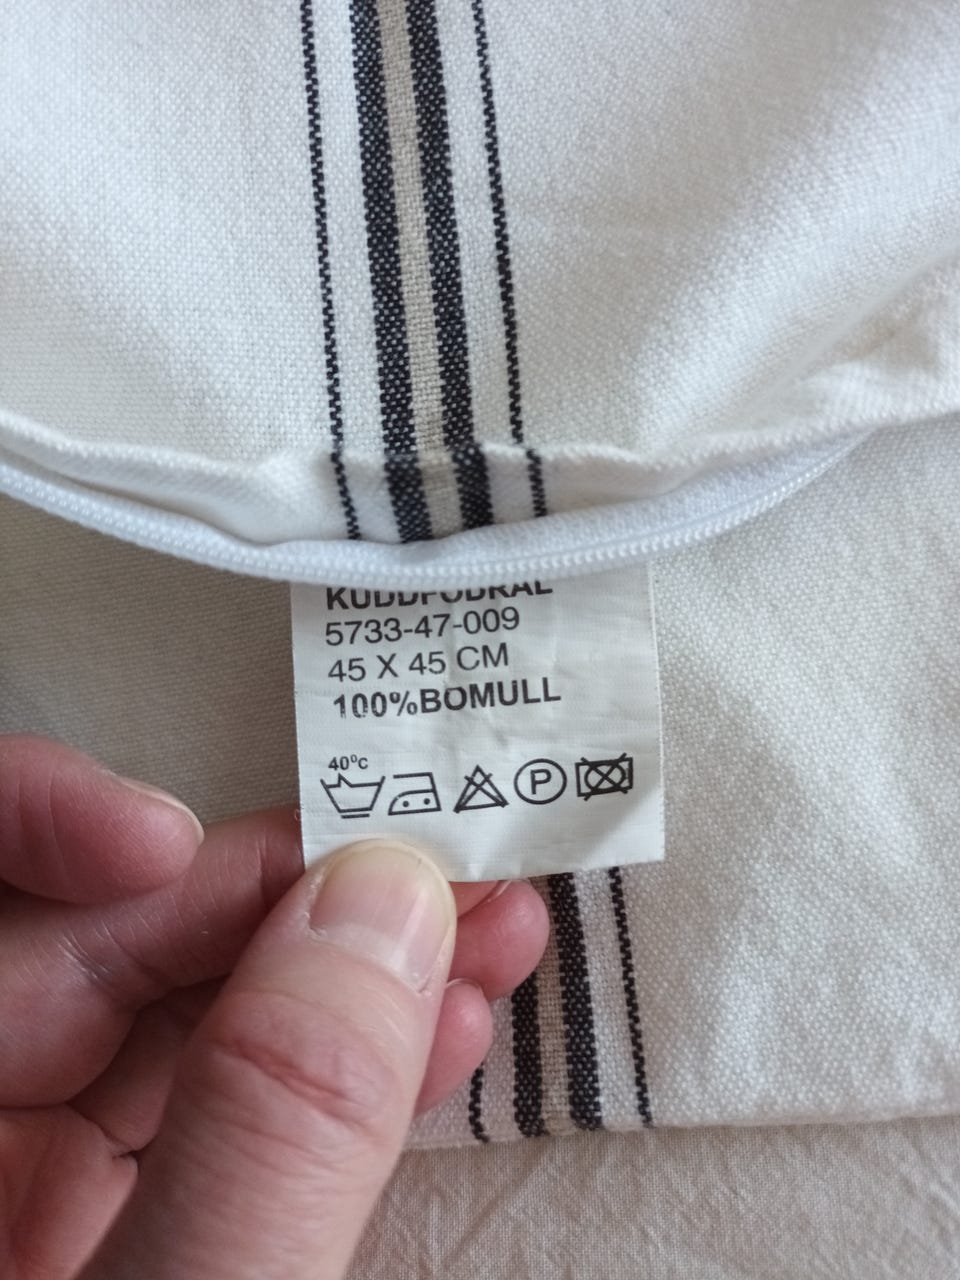 KUDDFODRAL
5733-47-009
45 X 45 CM
100%BOMULL
40°C
P